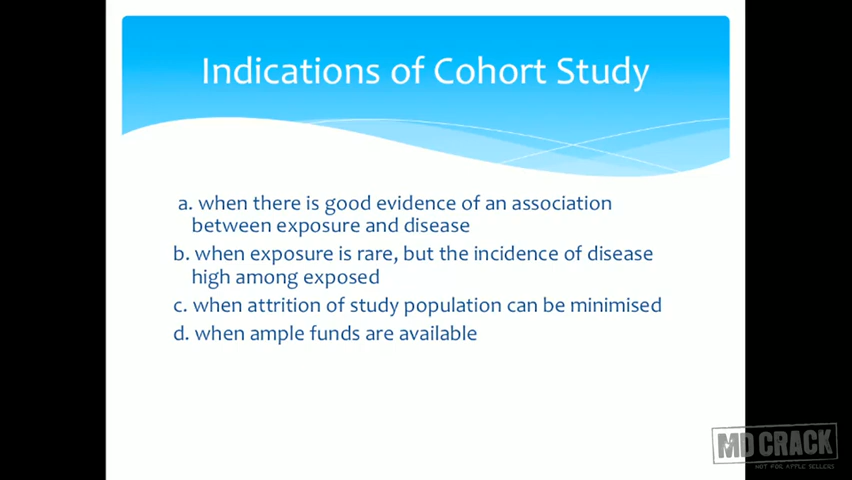 Indications of Cohort Study
a. when there is good evidence of an association
between exposure and disease
b. when exposure is rare, but the incidence of disease
high among exposed
c. when attrition of study population can be minimised
d. when ample funds are available
MD CRACK
NOT FOR APPLE SELLERS